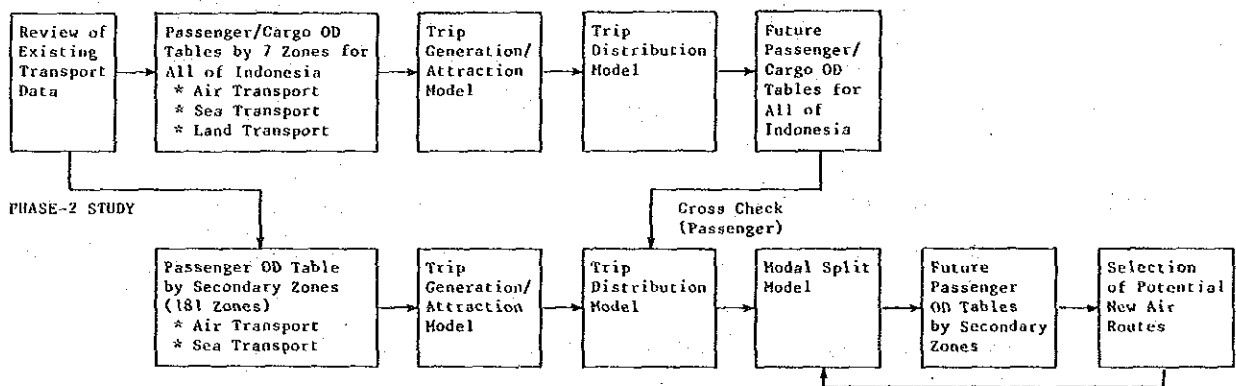 Review of
Existing
Transport
Data
Passenger/Cargo OD
Tables by 7 Zones for
All of Indonesia
* Air Transport
* Sea Transport
* Land Transport
Trip
Generation/
Attraction
Model
Trip
Distribution
Model
Future
Passenger/
Cargo OD
Tables for
All of
Indonesia
PHASE-2 STUDY
Cross Check
(Passenger)
Passenger OD Table
by Secondary Zones
(181 Zones)
* Air Transport
* Sea Transport
Trip
Generation/
Attraction
Model
Trip
Distribution
Model
Modal Split
Model
Future
Passenger
OD Tables
by Secondary
Zones
Selection
of Potential
New Air
Routes